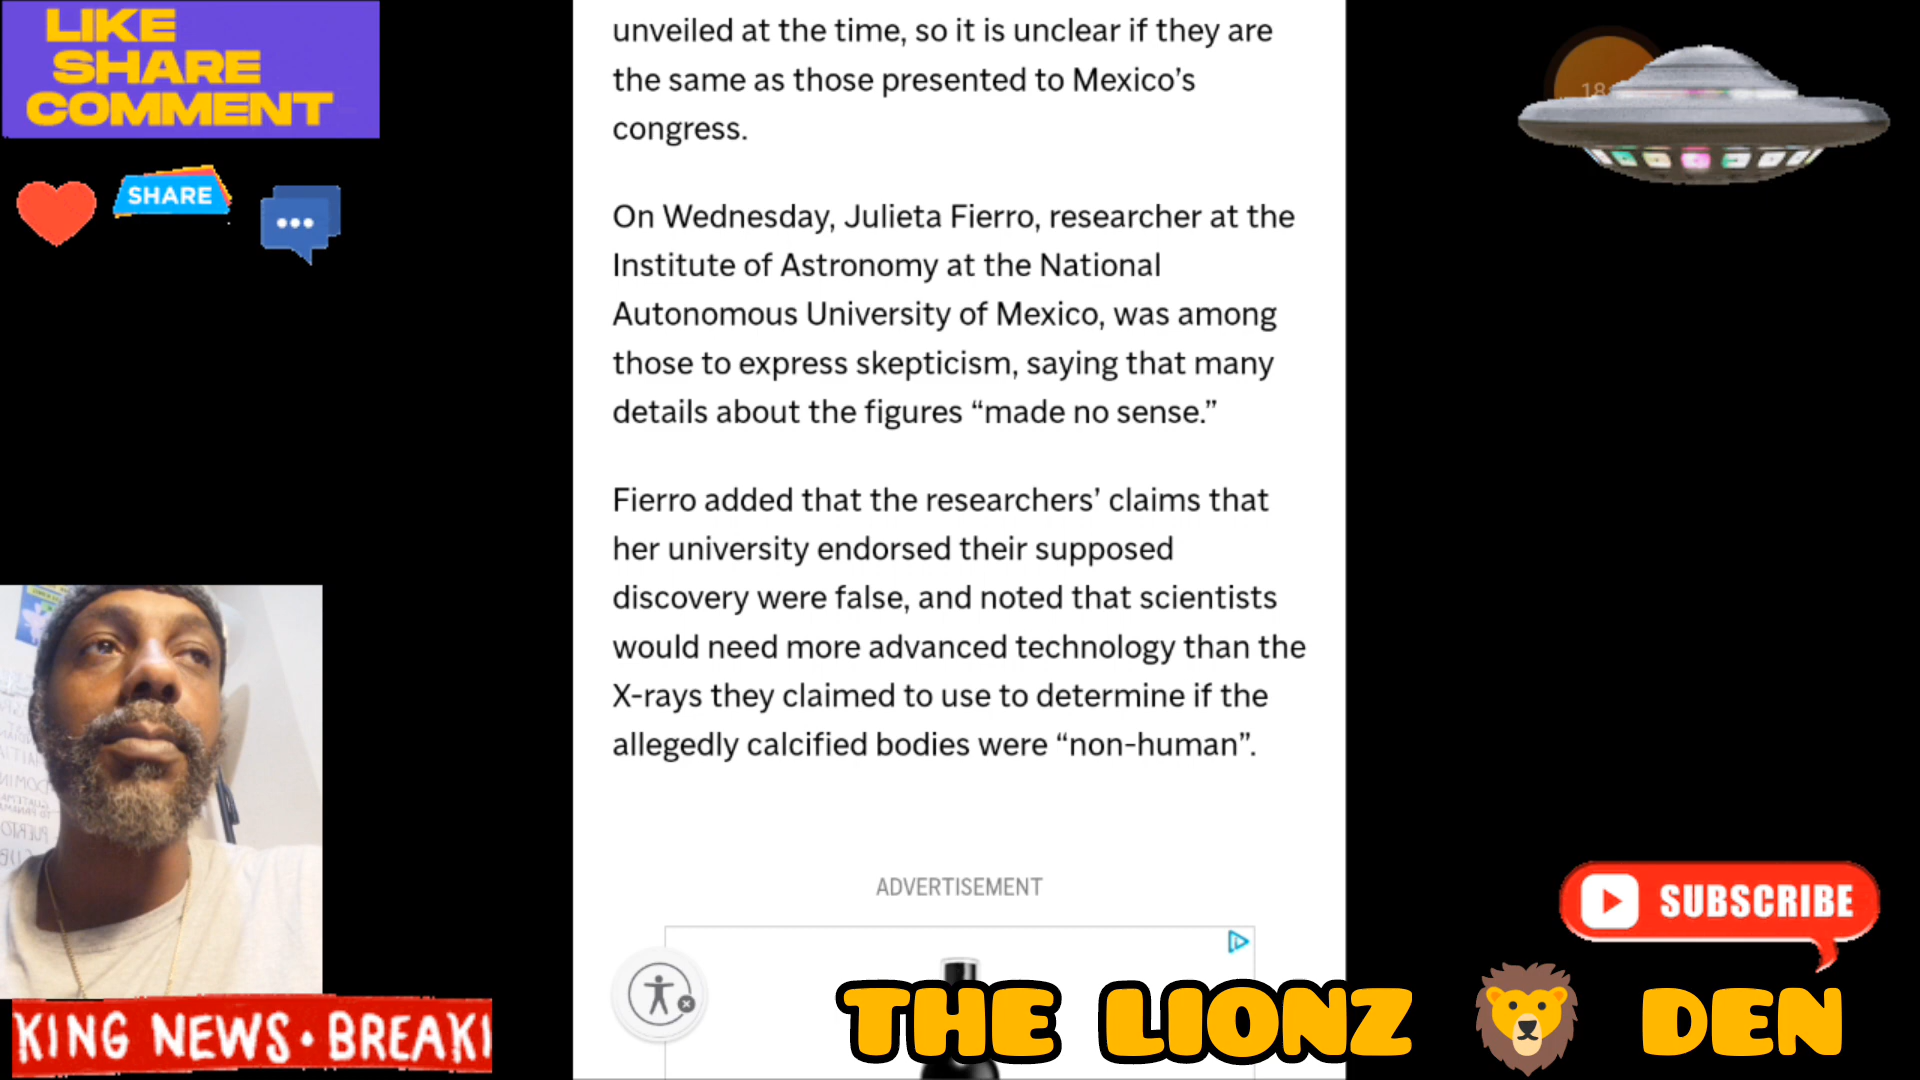 LIKE
SHARE
COMMENT
SHARE
unveiled at the time, so it is unclear if they are
the same as those presented to Mexico’s
congress.
On Wednesday, Julieta Fierro, researcher at the
Institute of Astronomy at the National
Autonomous University of Mexico, was among
those to express skepticism, saying that many
details about the figures “made no sense.”
Fierro added that the researchers’ claims that
her university endorsed their supposed
discovery were false, and noted that scientists
would need more advanced technology than the
X-rays they claimed to use to determine if the
allegedly calcified bodies were “non-human”.
ADVERTISEMENT
18
SUBSCRIBE
KING NEWS • BREAKI
THE LIONZ DEN